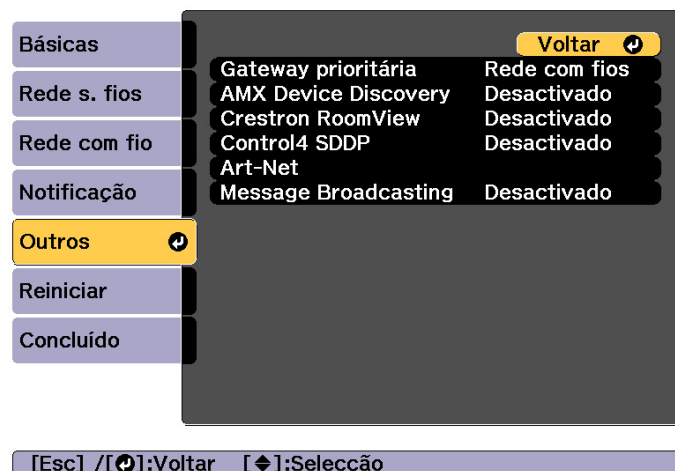 Básicas
Rede s. fios
Rede com fio
Notificação
Outros
Reiniciar
Concluído
Voltar
Gateway prioritária Rede com fios
AMX Device Discovery Desactivado
Crestron RoomView Desactivado
Control4 SDDP Desactivado
Art-Net
Message Broadcasting Desactivado
[Esc] /[⏎]:Voltar [◆]:Selecção